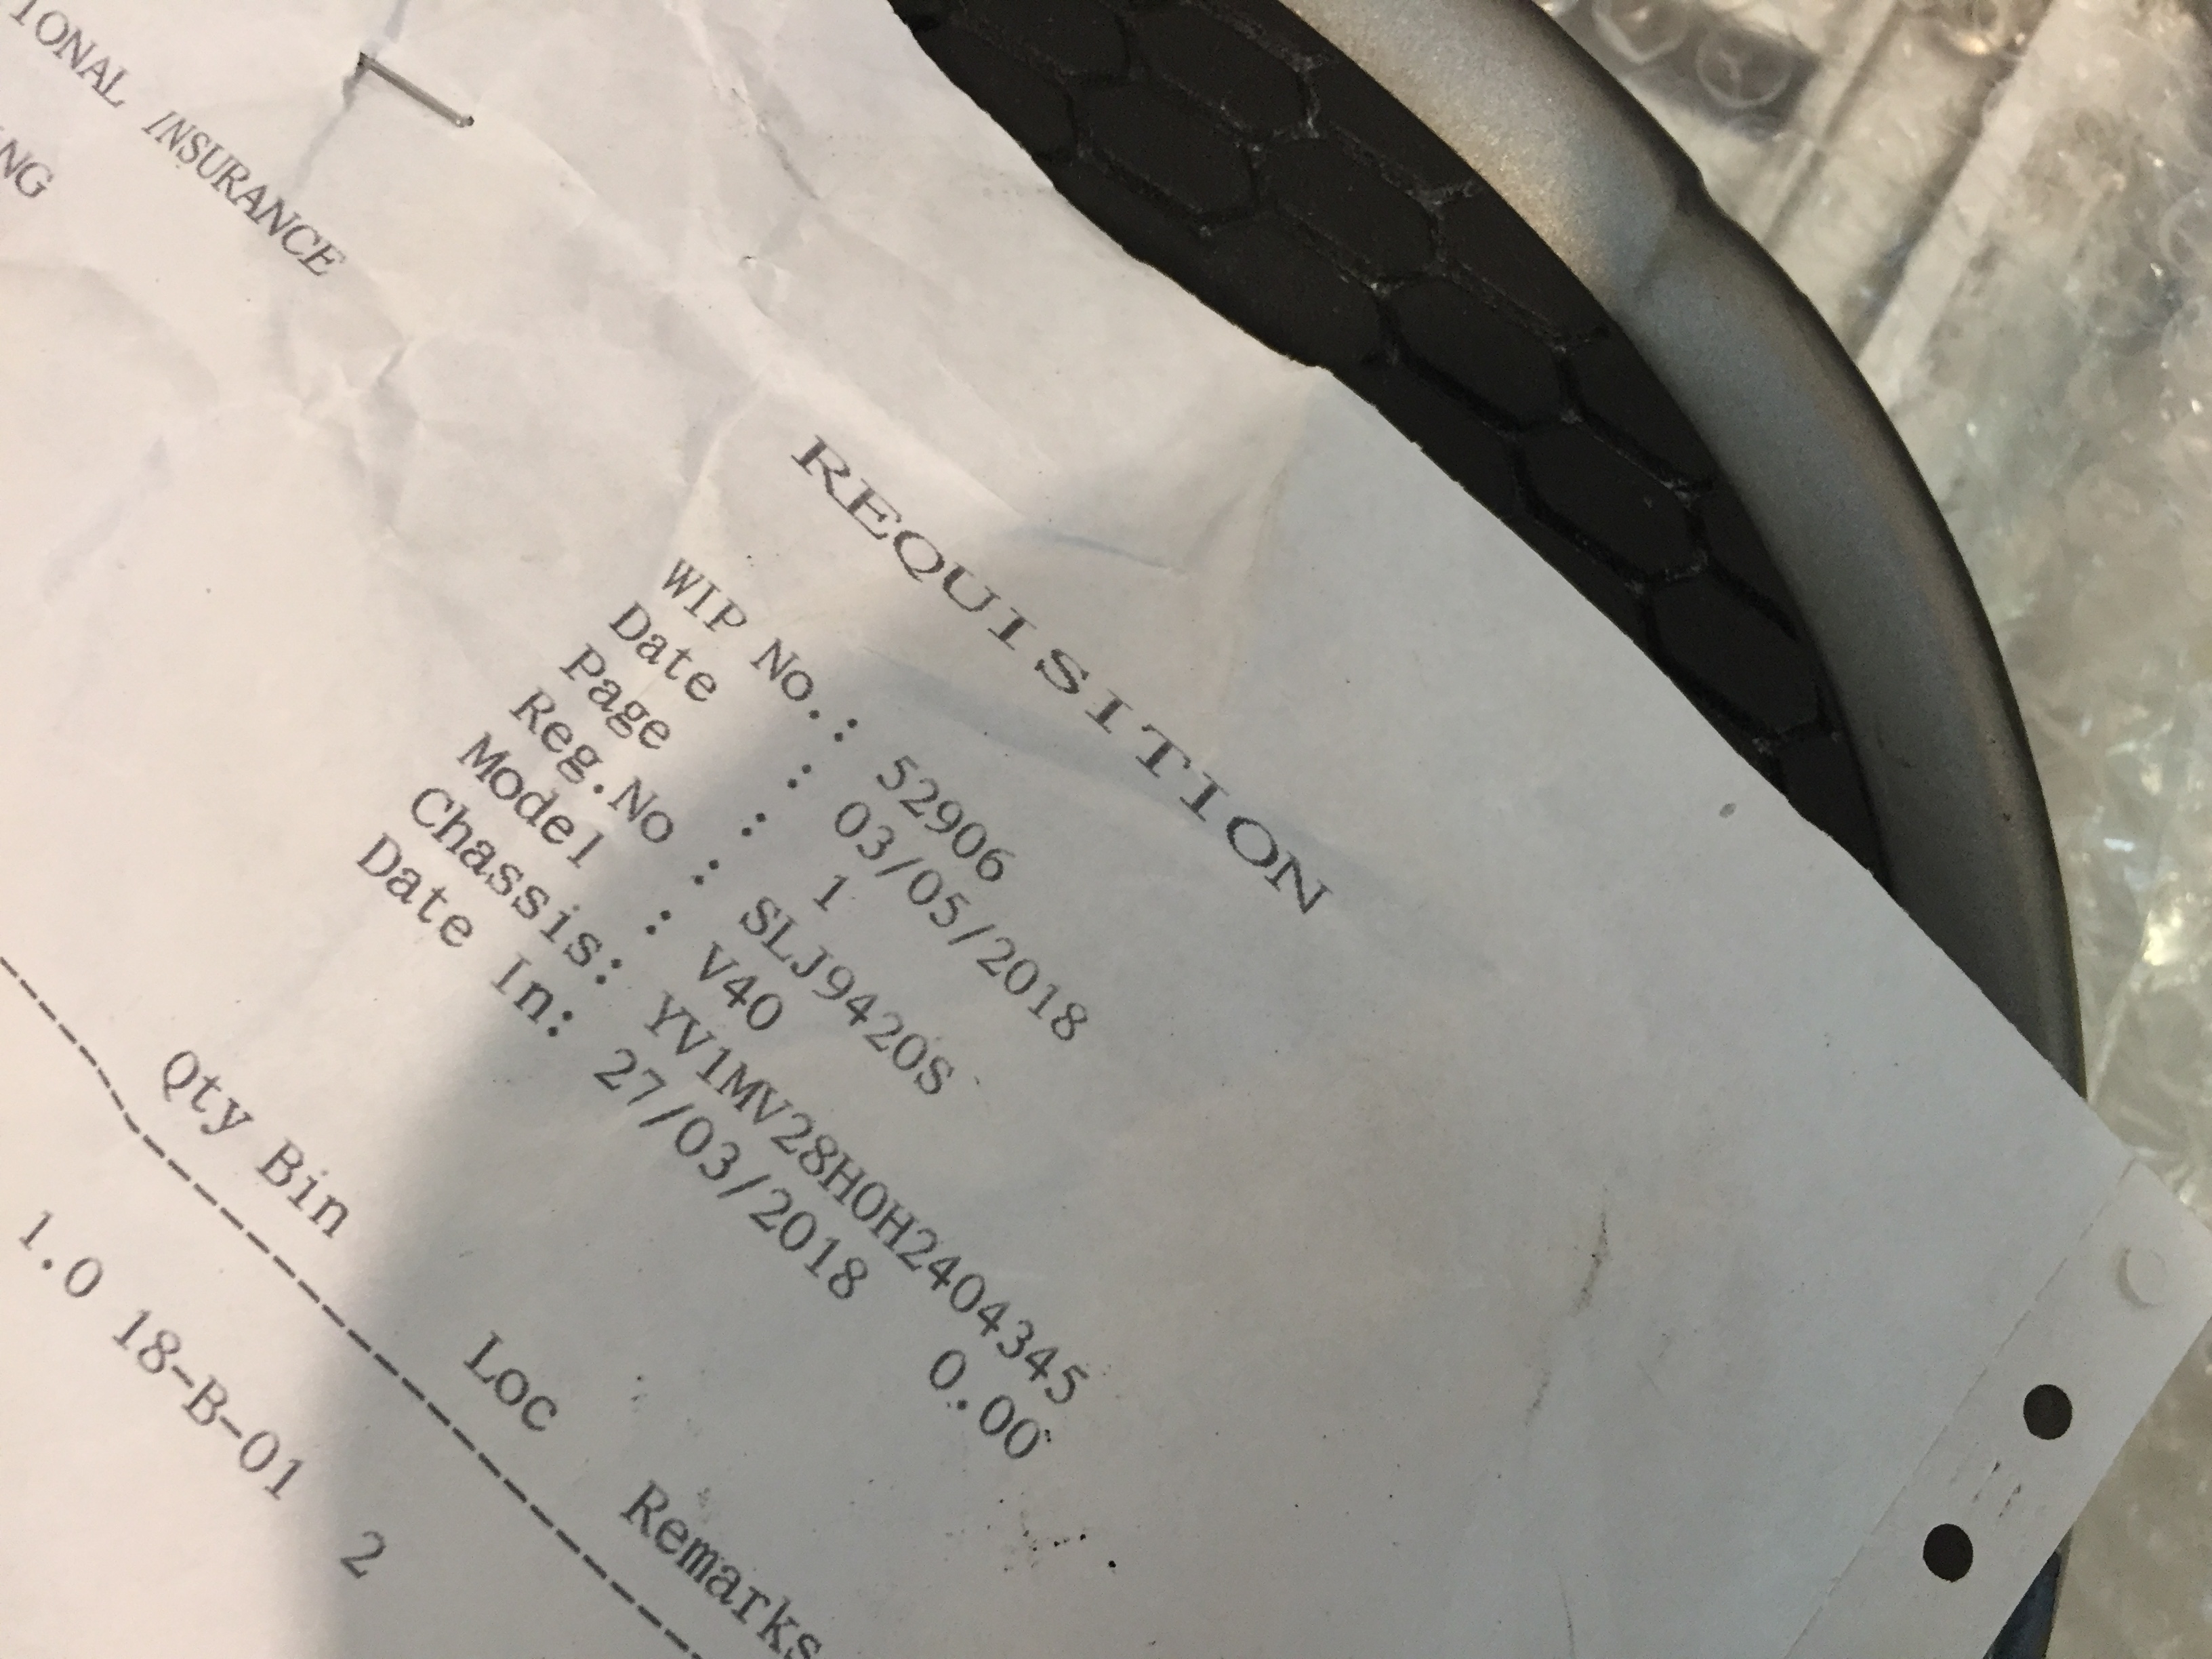 IONAL INSURANCE
NG
REQUISITION
WIP No.: 52906
Date : 03/05/2018
Page : 1
Reg.No : SLJ9420S
Model : V40
Chassis: YV1MV28H0H2404345
Date In: 27/03/2018 0.00
Qty Bin Loc Remarks
1.0 18-B-01 2